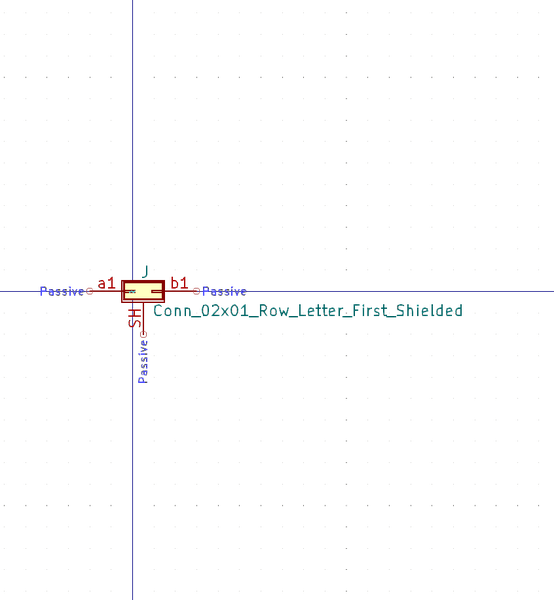 J
a1
b1
Passive
Passive
SH
Conn_02x01_Row_Letter_First_Shielded
Passive